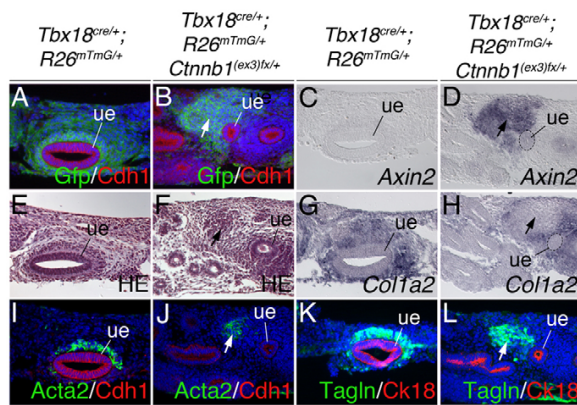 Tbx18cre/+;
R26mTmG/+
Tbx18cre/+;
R26mTmG/+
Ctnnb1(ex3)fx/+
Tbx18cre/+;
R26mTmG/+
Tbx18cre/+;
R26mTmG/+
Ctnnb1(ex3)fx/+
A ue Gfp/Cdh1
B ue Gfp/Cdh1
C ue Axin2
D ue Axin2
E ue HE
F ue HE
G ue Col1a2
H ue Col1a2
I ue Acta2/Cdh1
J ue Acta2/Cdh1
K ue Tagln/Ck18
L ue Tagln/Ck18